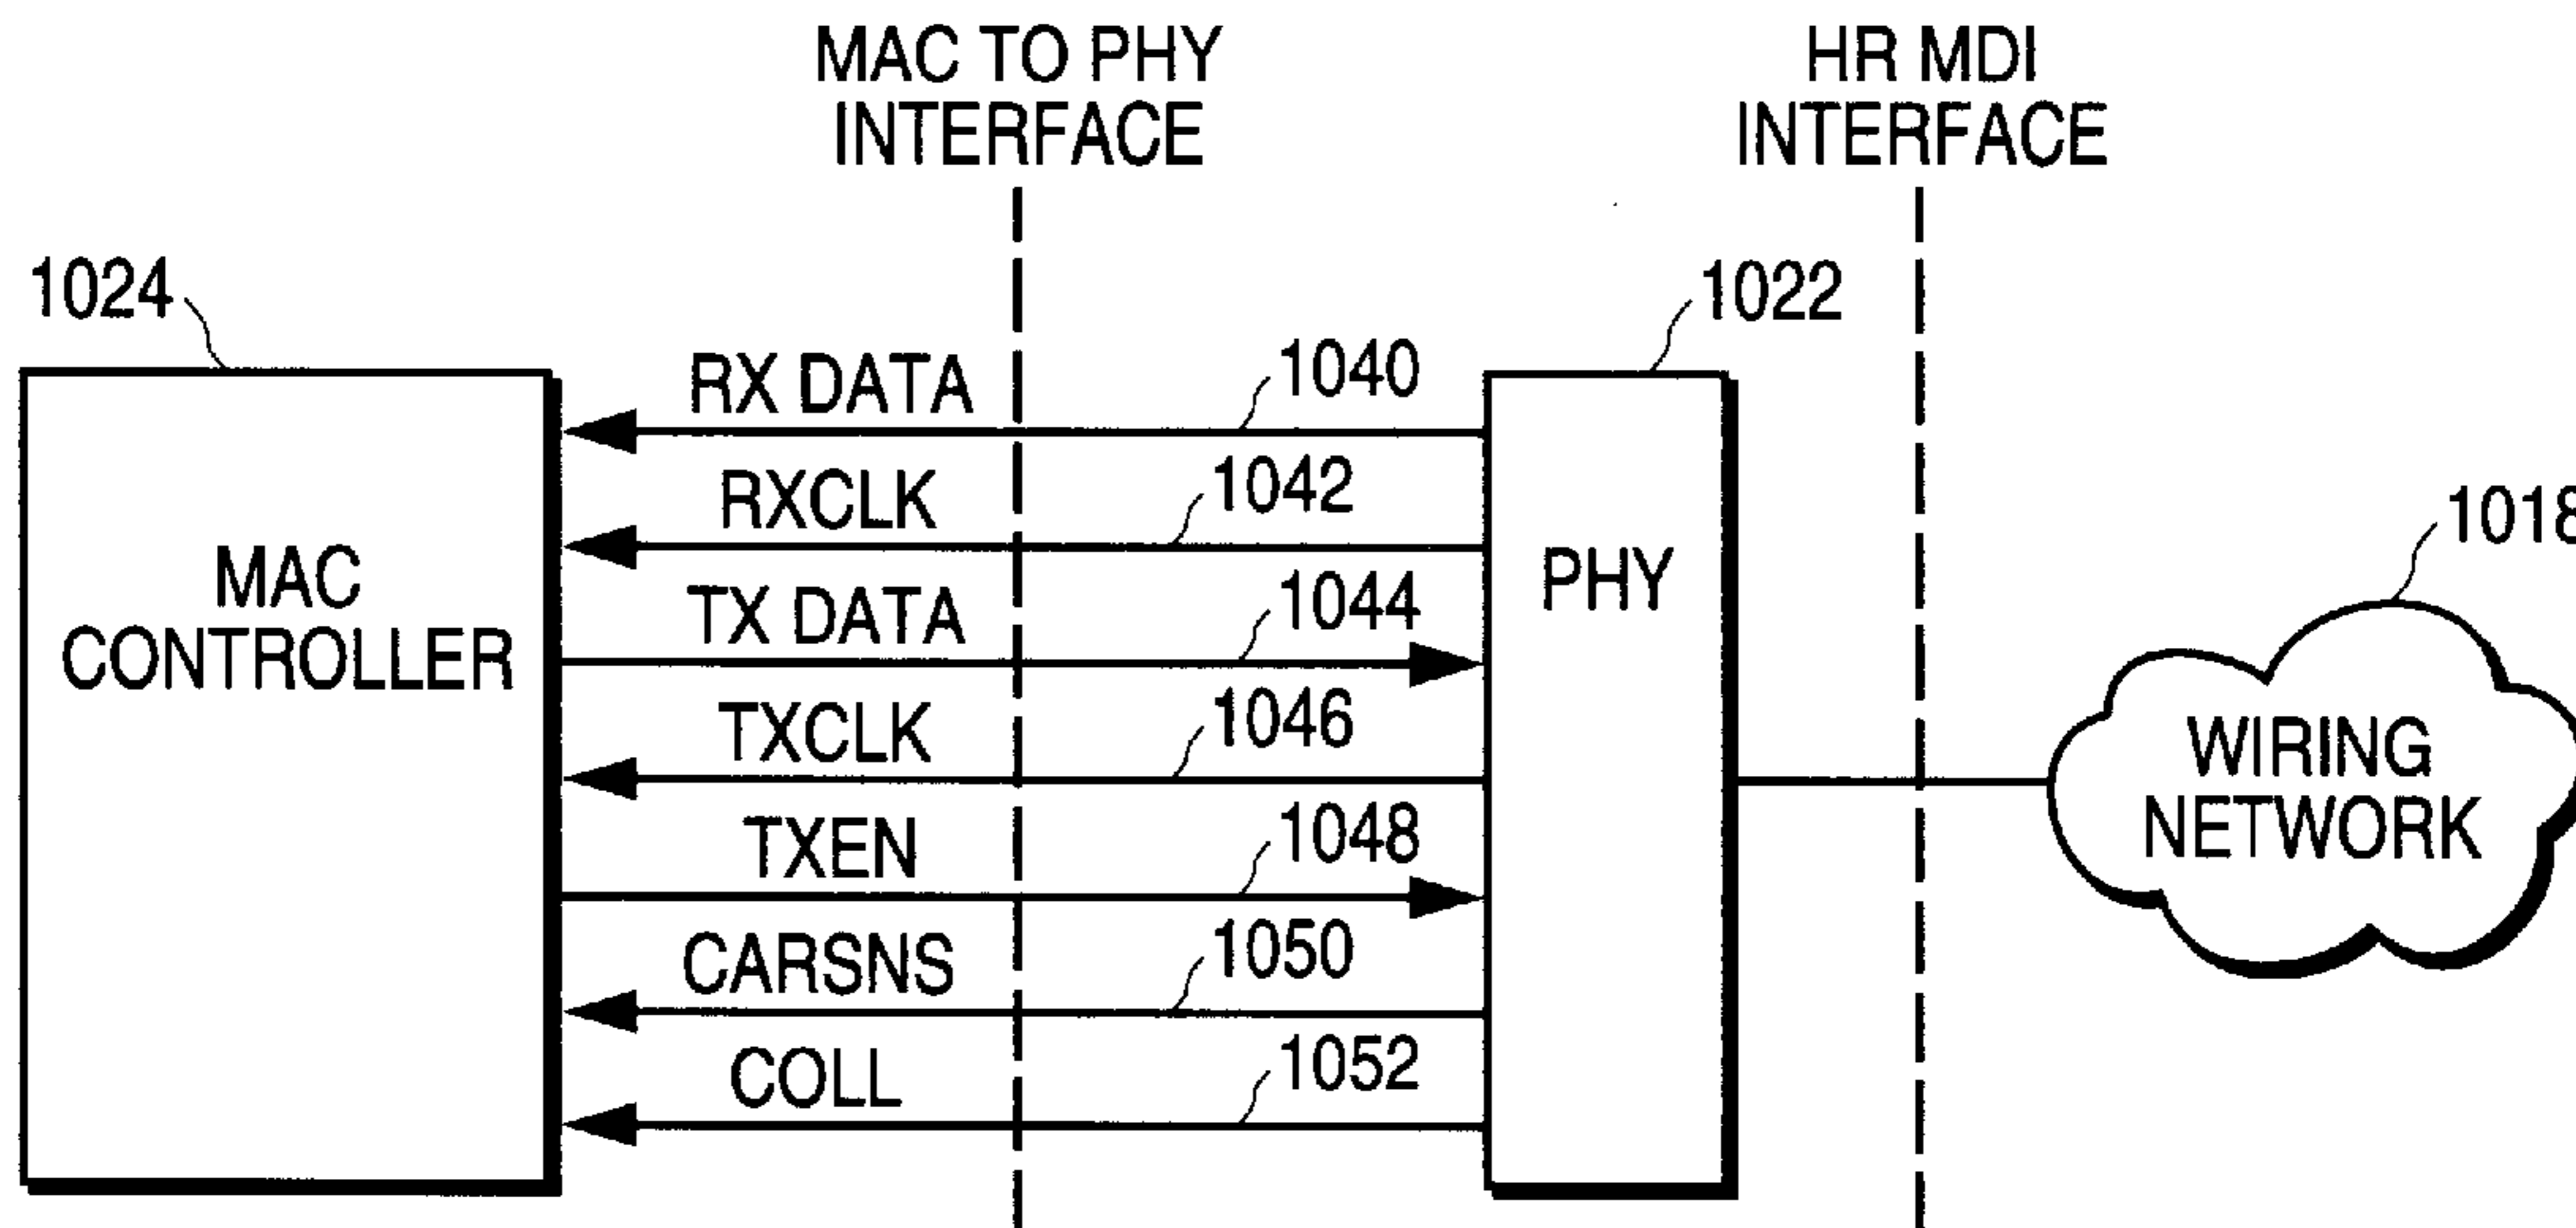 MAC TO PHY
INTERFACE
HR MDI
INTERFACE
1024
1022
RX DATA
1040
RXCLK
1042
1018
MAC
CONTROLLER
PHY
TX DATA
1044
TXCLK
1046
WIRING
NETWORK
TXEN
1048
CARSNS
1050
COLL
1052